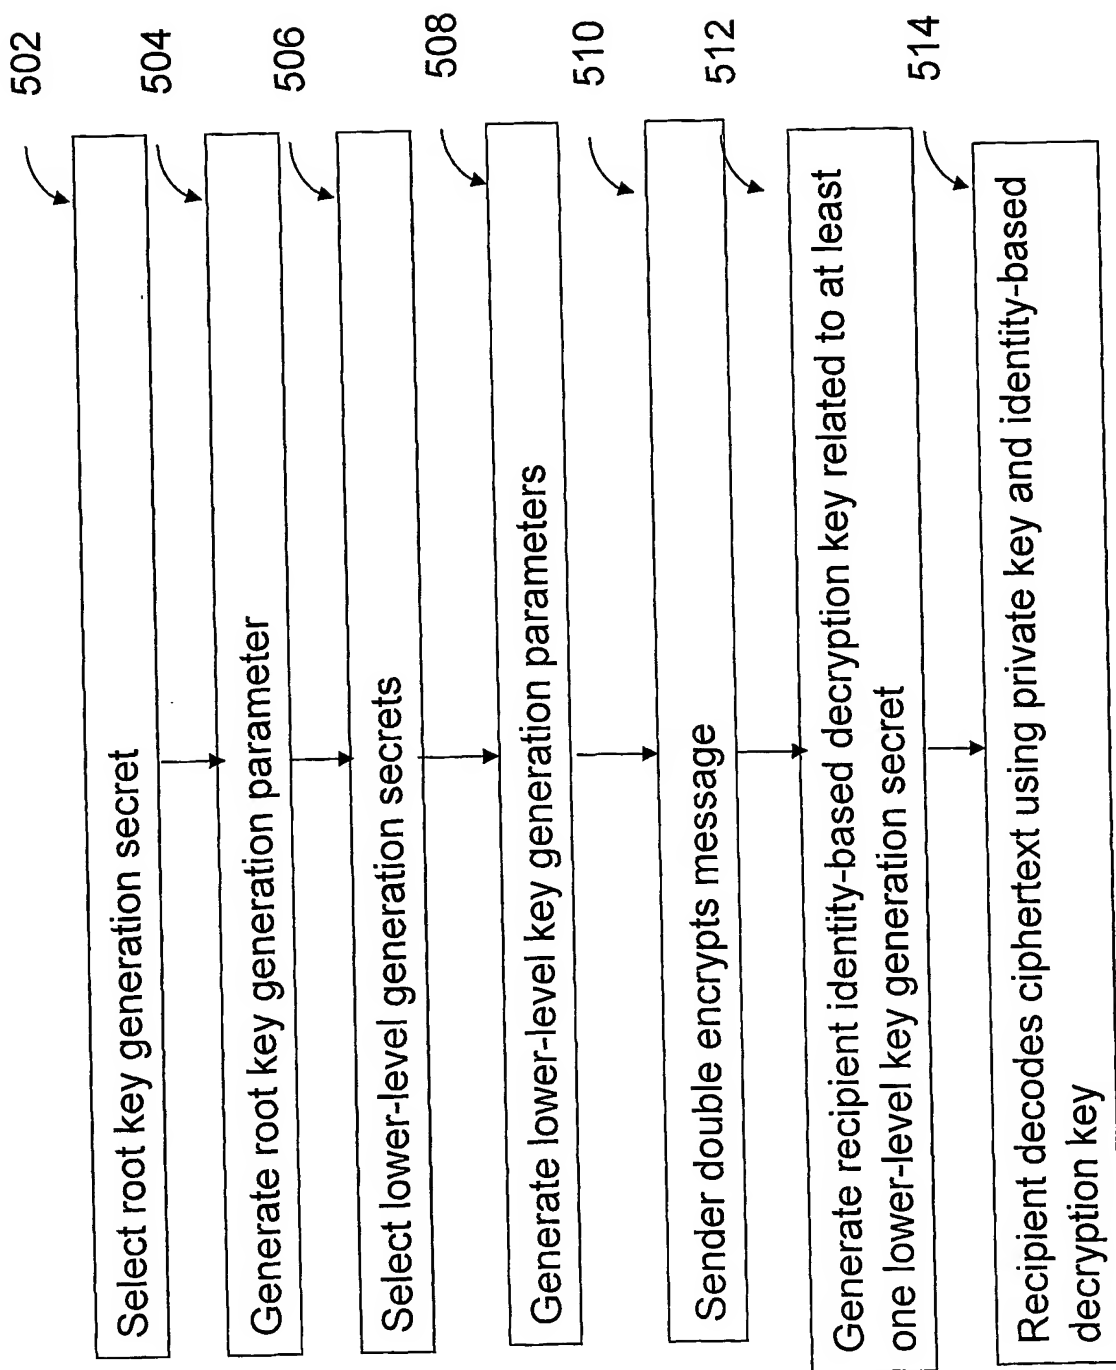 502
Select root key generation secret
504
Generate root key generation parameter
506
Select lower-level generation secrets
508
Generate lower-level key generation parameters
510
Sender double encrypts message
512
Generate recipient identity-based decryption key related to at least
one lower-level key generation secret
514
Recipient decodes ciphertext using private key and identity-based
decryption key